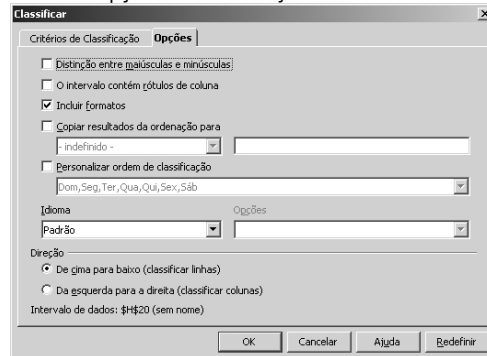 Classificar
Critérios de Classificação Opções
Distinção entre maiúsculas e minúsculas
O intervalo contém rótulos de coluna
Incluir formatos
Copiar resultados da ordenação para
- indefinido -
Personalizar ordem de classificação
Dom,Seg,Ter,Qua,Qui,Sex,Sáb
Idioma Opções
Padrão
Direção
De cima para baixo (classificar linhas)
Da esquerda para a direita (classificar colunas)
Intervalo de dados: $H$20 (sem nome)
OK Cancelar Ajuda Redefinir